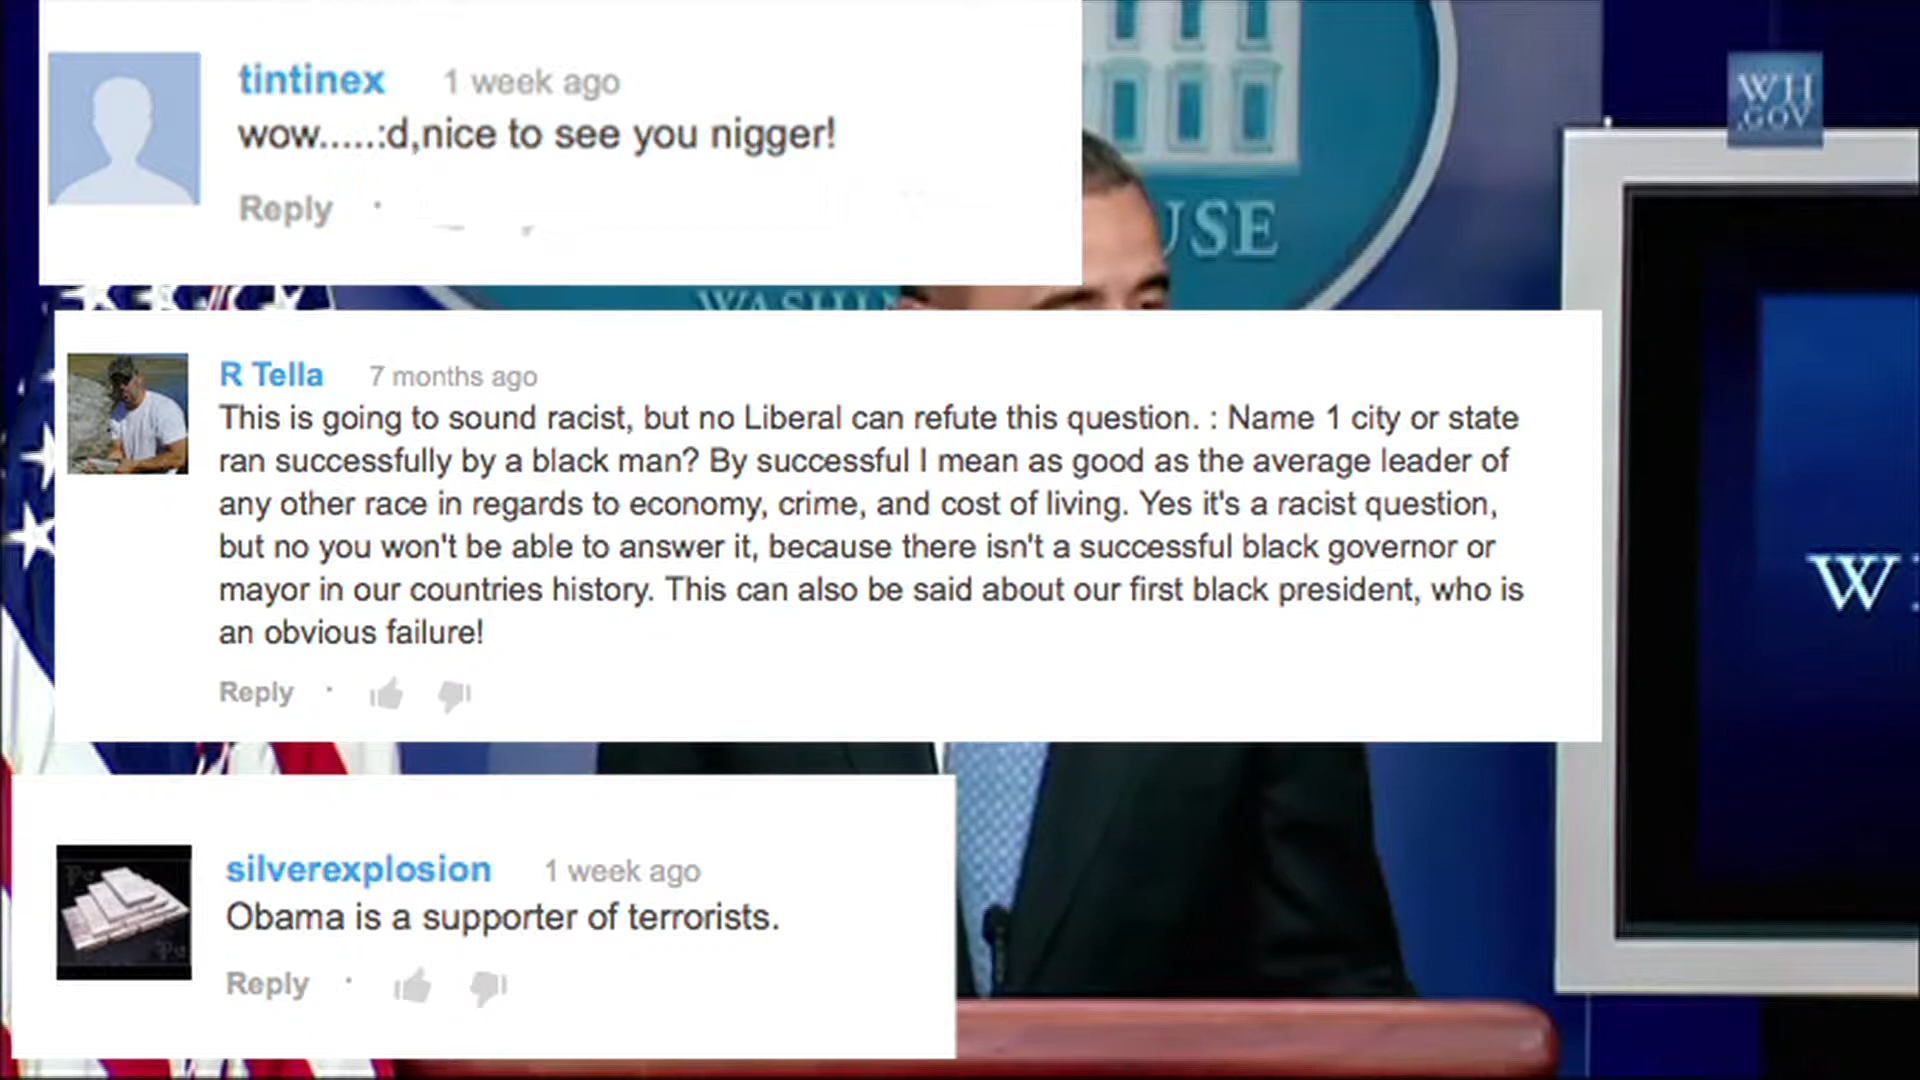 tintinex 1 week ago
wow.....:d,nice to see you nigger!
Reply ·
WH
.GOV
USE
WASHIN
R Tella 7 months ago
This is going to sound racist, but no Liberal can refute this question. : Name 1 city or state
ran successfully by a black man? By successful I mean as good as the average leader of
any other race in regards to economy, crime, and cost of living. Yes it's a racist question,
but no you won't be able to answer it, because there isn't a successful black governor or
mayor in our countries history. This can also be said about our first black president, who is
an obvious failure!
Reply ·
W
silverexplosion 1 week ago
Obama is a supporter of terrorists.
Reply ·